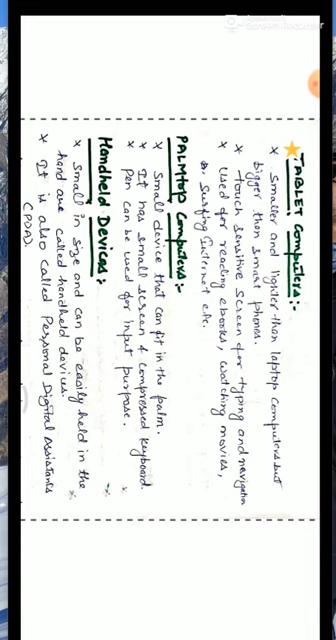 TABLET Computers:-
* Smaller and lighter than laptop computers but
bigger than smart phones.
* touch sensitive screen for typing and navigation
* used for reading ebooks, watching movies,
or surfing internet etc.
PALMTOP Computers:-
* Small device that can fit in the palm.
* It has small screen & compressed keyboard.
* Pen can be used for input purpose.
Handheld Devices:-
* Small in size and can be easily held in the
hand are called handheld devices.
* It is also called Personal Digital Assistants
(PDA).